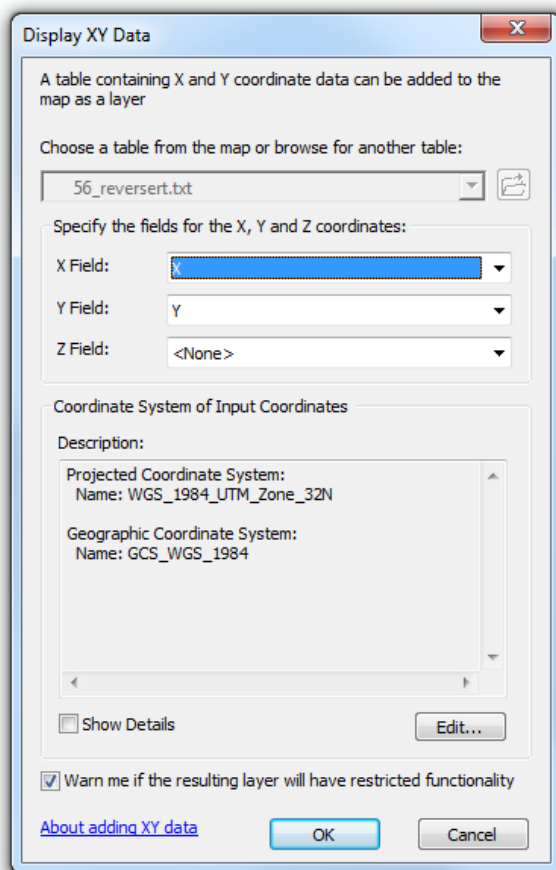 Display XY Data
A table containing X and Y coordinate data can be added to the
map as a layer
Choose a table from the map or browse for another table:
56_reversert.txt
Specify the fields for the X, Y and Z coordinates:
X Field: X
Y Field: Y
Z Field: <None>
Coordinate System of Input Coordinates
Description:
Projected Coordinate System:
Name: WGS_1984_UTM_Zone_32N
Geographic Coordinate System:
Name: GCS_WGS_1984
Show Details Edit...
Warn me if the resulting layer will have restricted functionality
About adding XY data OK Cancel